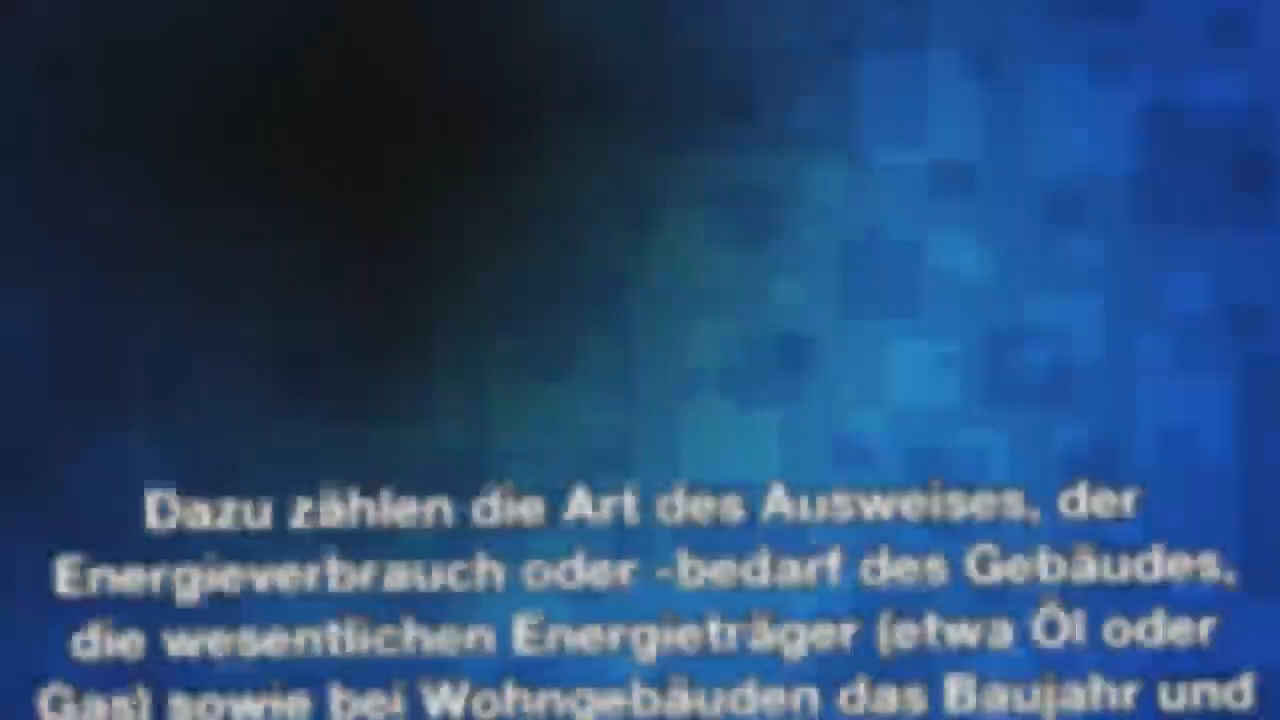 Dazu zählen die Art des Ausweises, der
Energieverbrauch oder -bedarf des Gebäudes,
die wesentlichen Energieträger (etwa Öl oder
Gas) sowie bei Wohngebäuden das Baujahr und